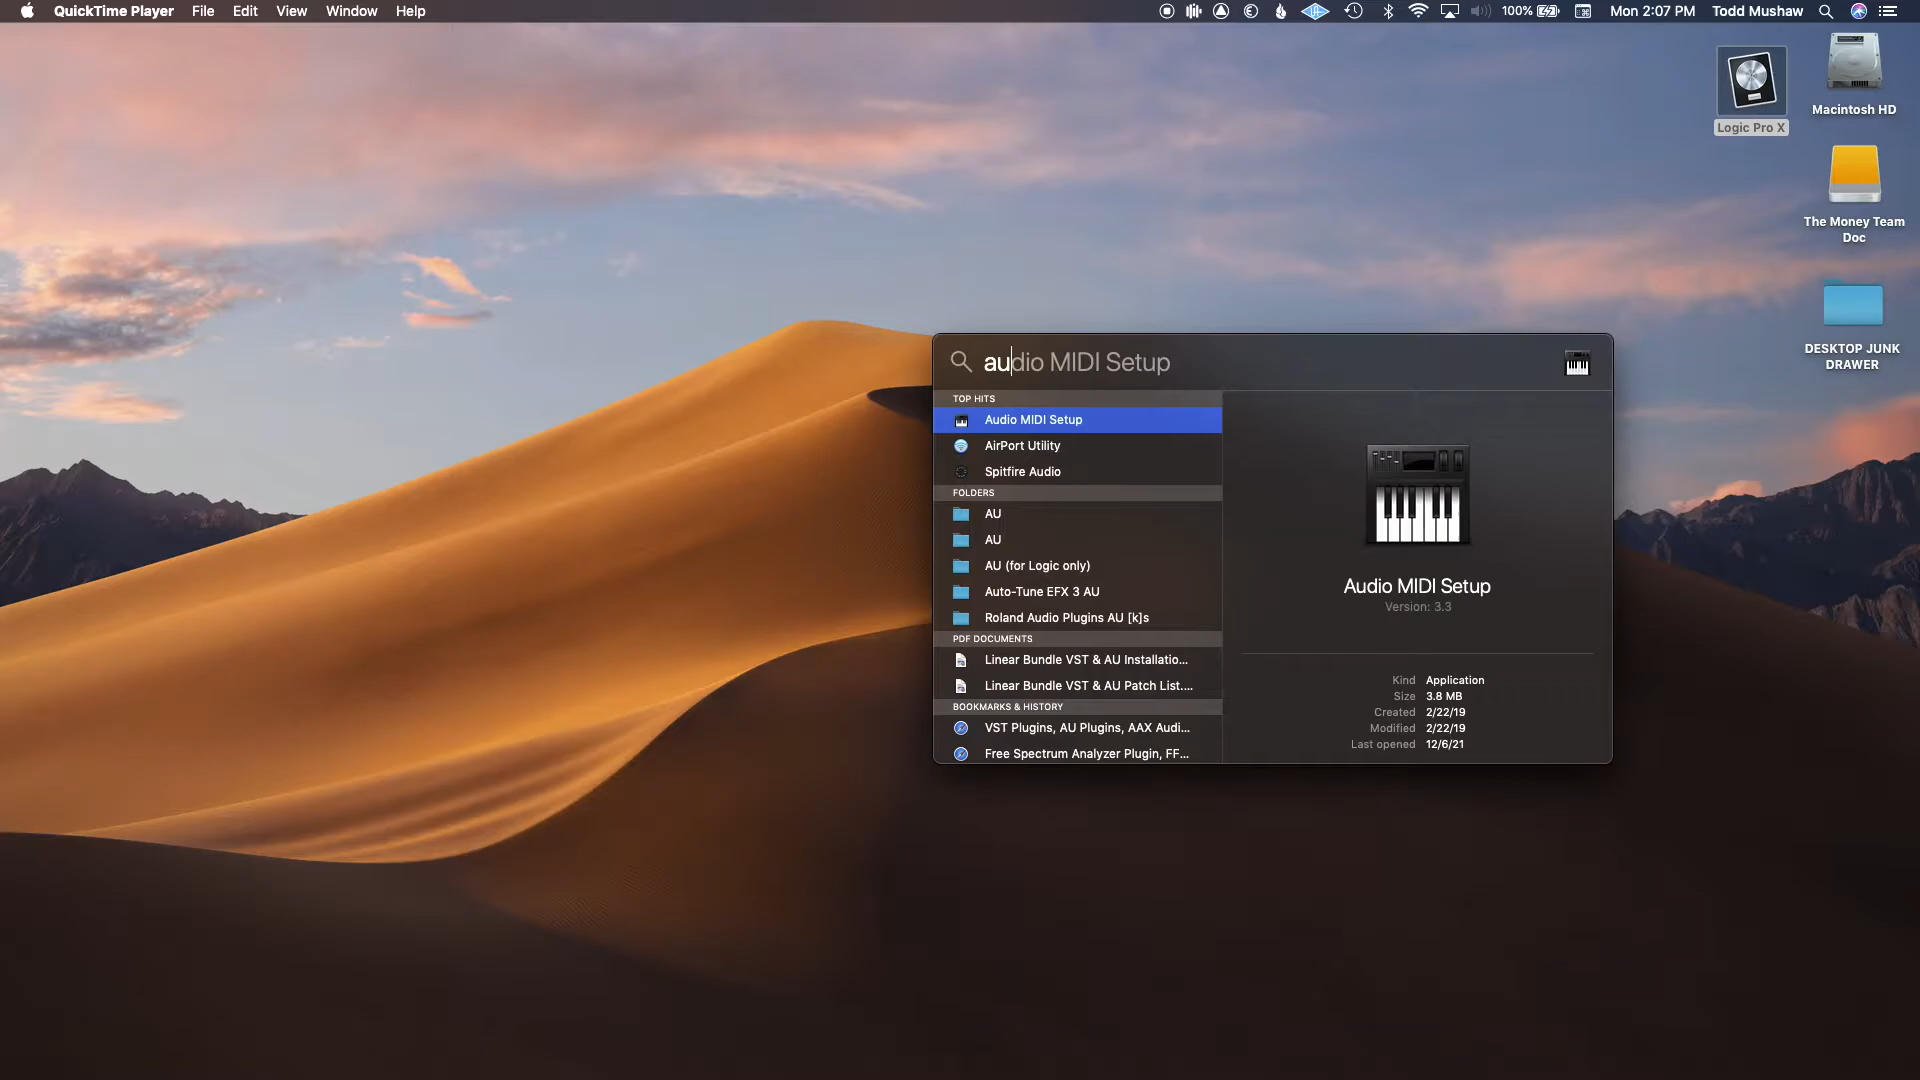 QuickTime Player File Edit View Window Help 100% Mon 2:07 PM Todd Mushaw
Logic Pro X
Macintosh HD
The Money Team
Doc
DESKTOP JUNK
DRAWER
audio MIDI Setup
TOP HITS
Audio MIDI Setup
AirPort Utility
Spitfire Audio
FOLDERS
AU
AU
AU (for Logic only)
Auto-Tune EFX 3 AU
Roland Audio Plugins AU [k]s
PDF DOCUMENTS
Linear Bundle VST & AU Installatio...
Linear Bundle VST & AU Patch List....
BOOKMARKS & HISTORY
VST Plugins, AU Plugins, AAX Audi...
Free Spectrum Analyzer Plugin, FF...
Audio MIDI Setup
Version: 3.3
Kind Application
Size 3.8 MB
Created 2/22/19
Modified 2/22/19
Last opened 12/6/21